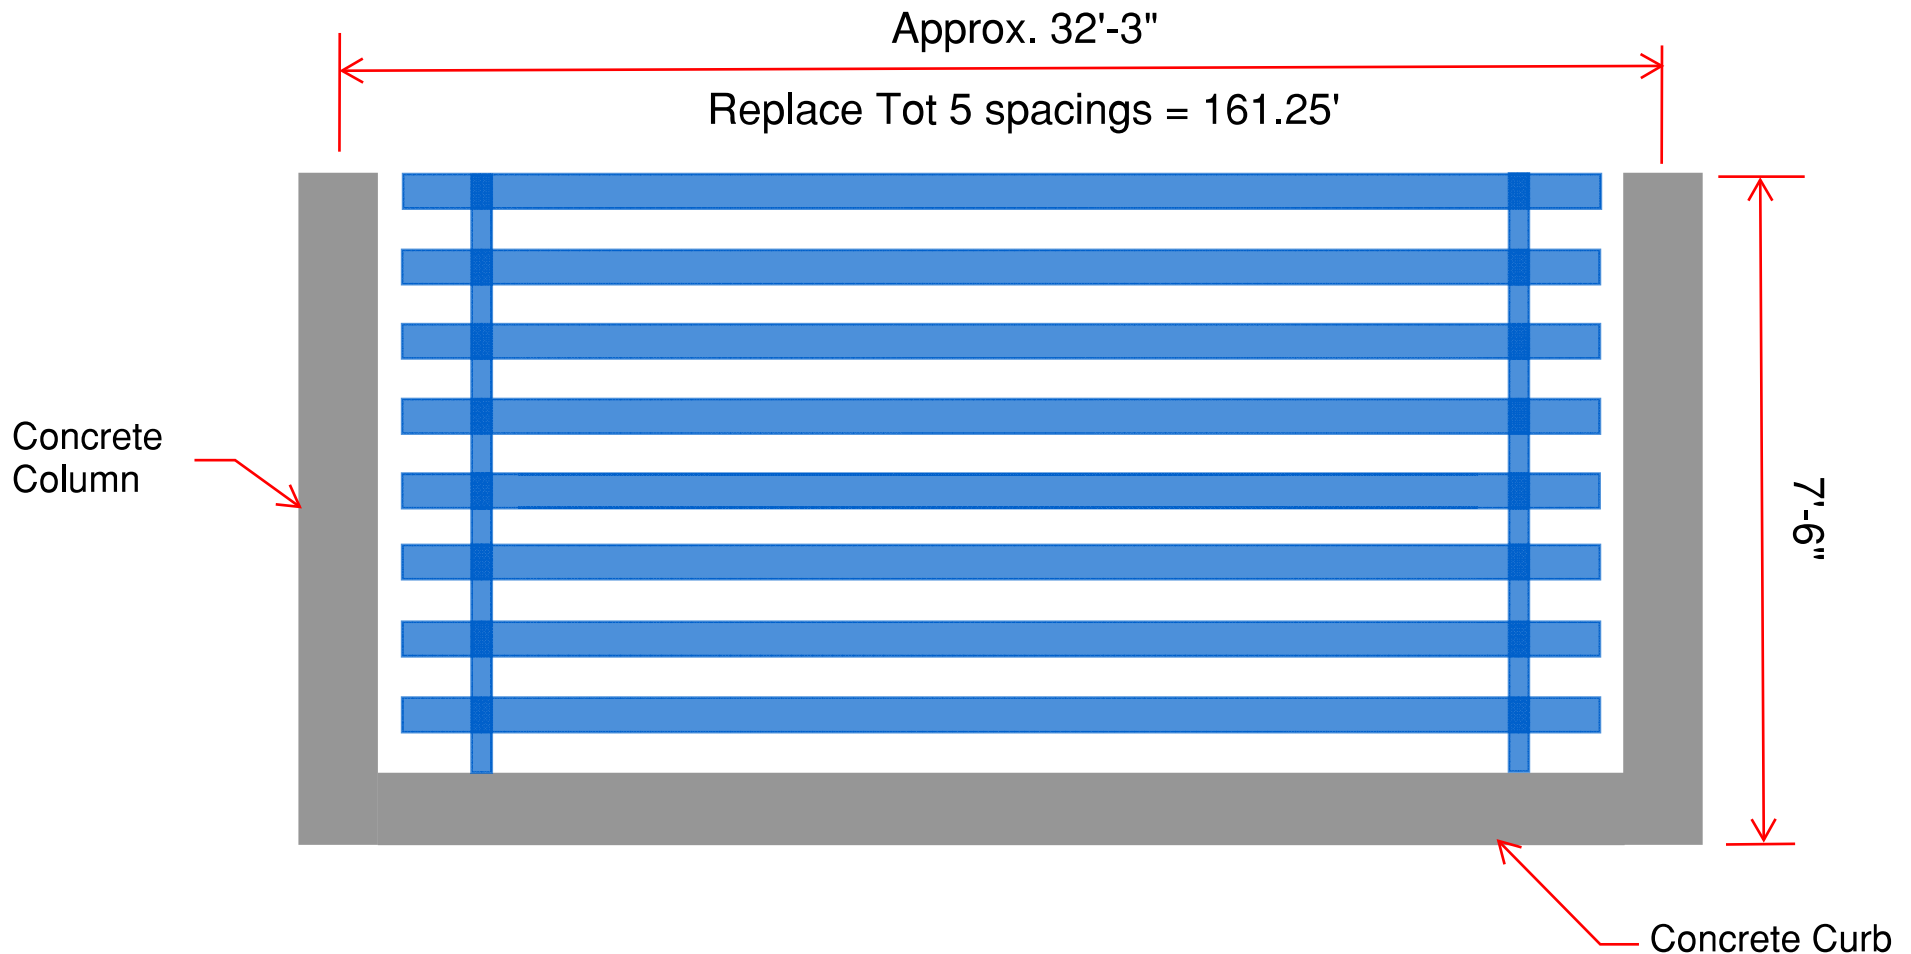 Approx. 32'-3"
Replace Tot 5 spacings = 161.25'
Concrete
Column
7'-6"
Concrete Curb